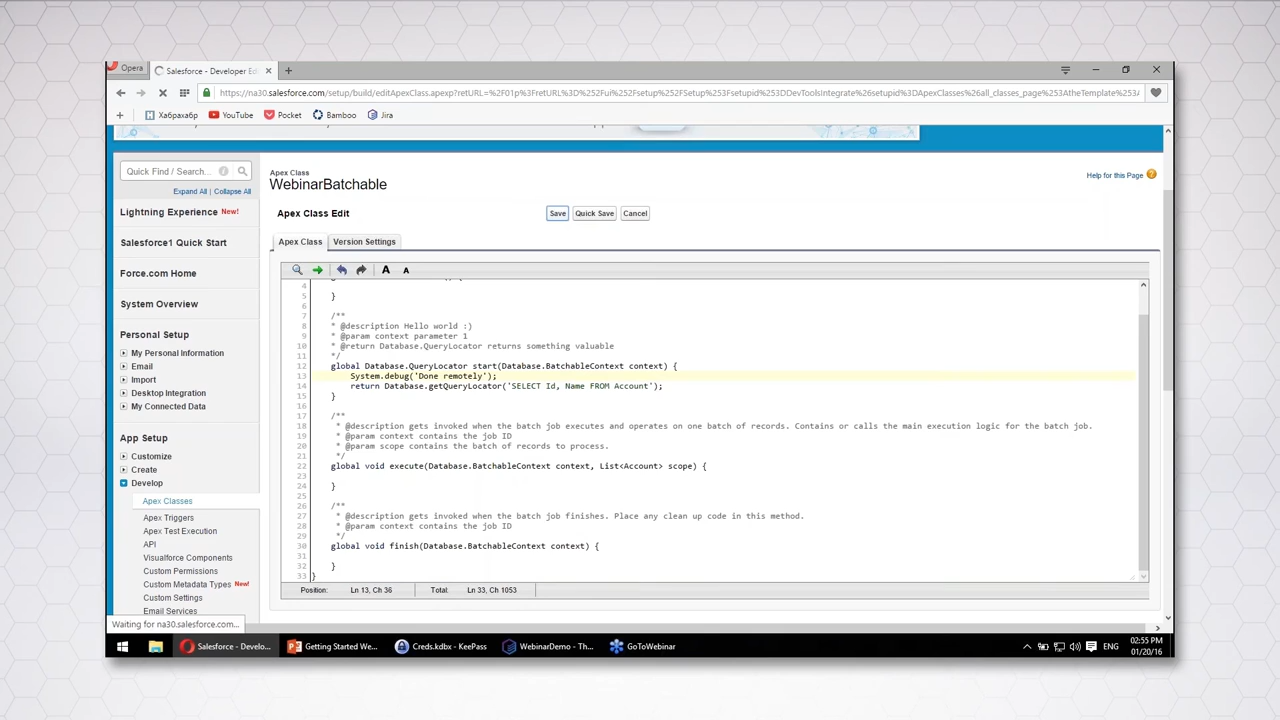 Opera
Salesforce - Developer Ed
https://na30.salesforce.com/setup/build/editApexClass.apexp?retURL=%2F01p%3FretURL%3D%252Fui%252Fsetup%252FSetup%253Fsetupid%253DDevToolsIntegrate%26setupid%3DApexClasses%26all_classes_page%253AtheTemplate%253A
Хабрахабр
YouTube
Pocket
Bamboo
Jira
Quick Find / Search...
Expand All | Collapse All
Lightning Experience New!
Salesforce1 Quick Start
Force.com Home
System Overview
Personal Setup
My Personal Information
Email
Import
Desktop Integration
My Connected Data
App Setup
Customize
Create
Develop
Apex Classes
Apex Triggers
Apex Test Execution
API
Visualforce Components
Custom Permissions
Custom Metadata Types New!
Custom Settings
Email Services
Waiting for na30.salesforce.com...
Apex Class
WebinarBatchable
Help for this Page
Apex Class Edit
Save
Quick Save
Cancel
Apex Class
Version Settings
A A
4
5 }
6
7 /**
8 * @description Hello world :)
9 * @param context parameter 1
10 * @return Database.QueryLocator returns something valuable
11 */
12 global Database.QueryLocator start(Database.BatchableContext context) {
13 System.debug('Done remotely');
14 return Database.getQueryLocator('SELECT Id, Name FROM Account');
15 }
16
17 /**
18 * @description gets invoked when the batch job executes and operates on one batch of records. Contains or calls the main execution logic for the batch job.
19 * @param context contains the job ID
20 * @param scope contains the batch of records to process.
21 */
22 global void execute(Database.BatchableContext context, List<Account> scope) {
23
24 }
25
26 /**
27 * @description gets invoked when the batch job finishes. Place any clean up code in this method.
28 * @param context contains the job ID
29 */
30 global void finish(Database.BatchableContext context) {
31
32 }
33 }
Position: Ln 13, Ch 36 Total: Ln 33, Ch 1053
Salesforce - Develo...
Getting Started We...
Creds.kdbx - KeePass
WebinarDemo - Th...
GoToWebinar
ENG
02:55 PM
01/20/16